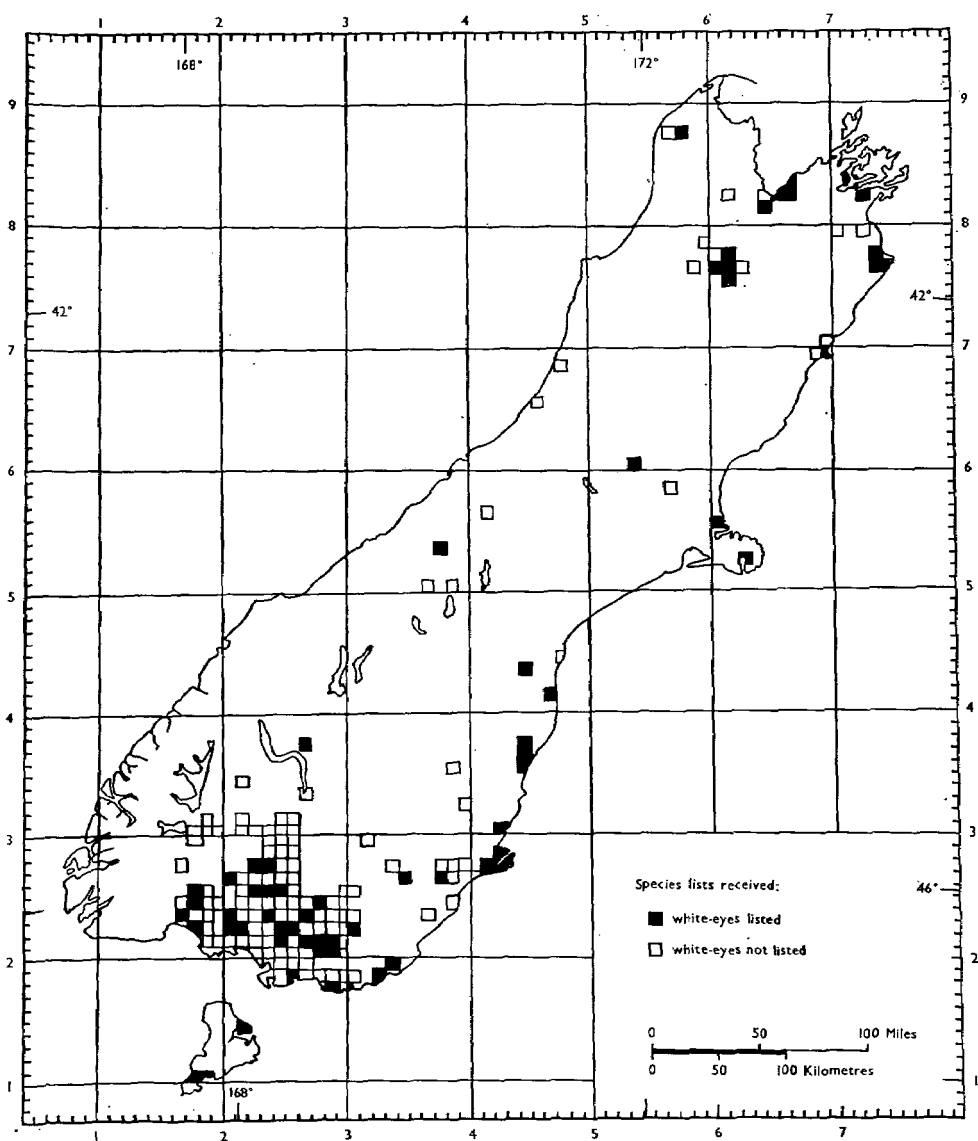 1 2 3 4 5 6 7
168° 172°
9 9
8 8
42° 42°
7 7
6 6
5 5
4 4
3 3
Species lists received:
46°
white-eyes listed
white-eyes not listed
2 2
0 50 100 Miles
0 50 100 Kilometres
1 168° 1
1 2 3 4 5 6 7